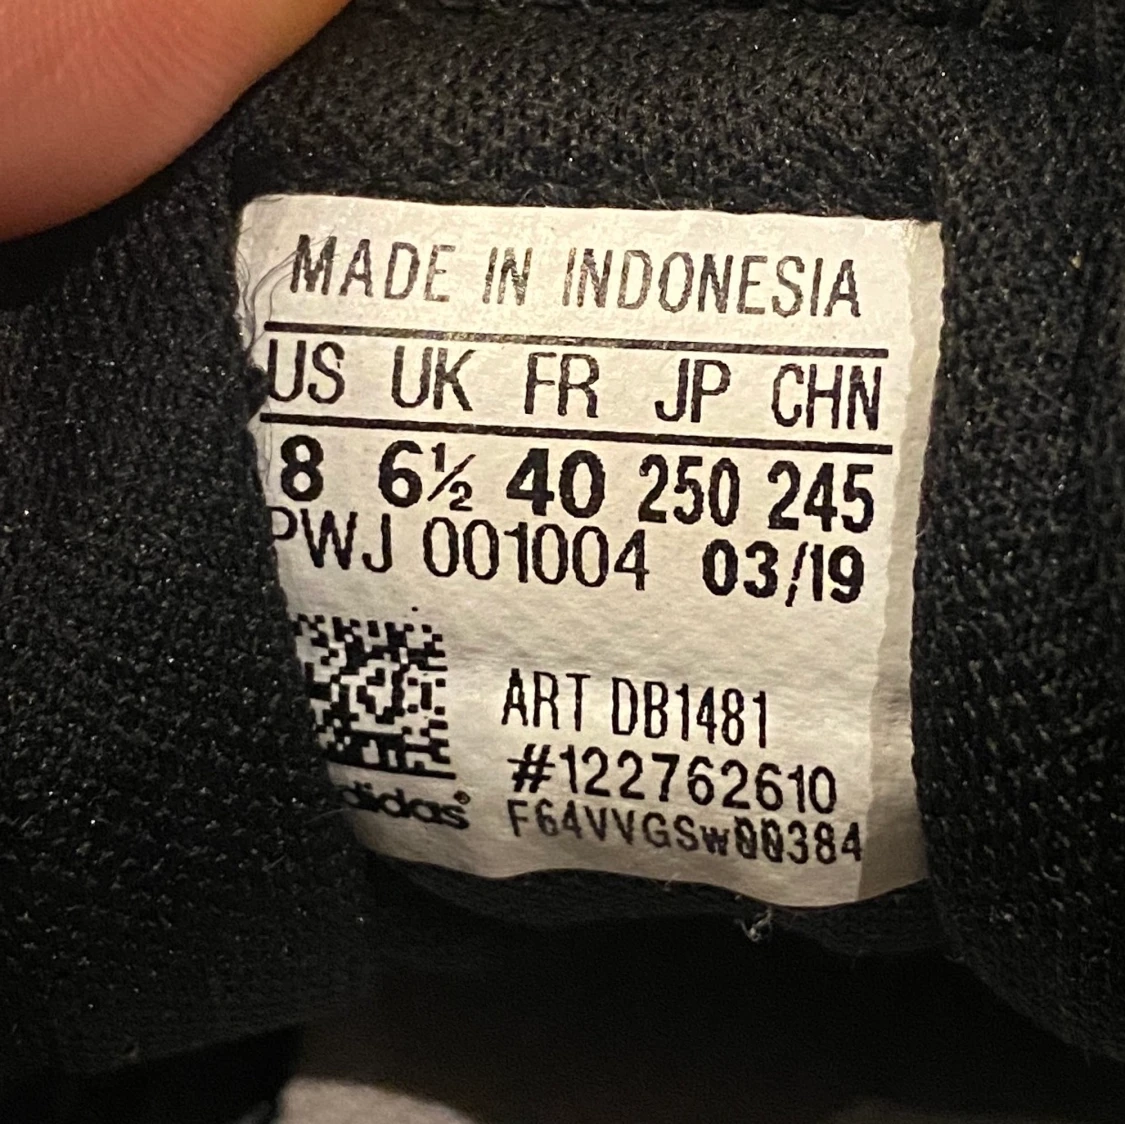 MADE IN INDONESIA
US UK FR JP CHN
8 6½ 40 250 245
PWJ 001004 03/19
ART DB1481
#122762610
adidas® F64VVGSw00384